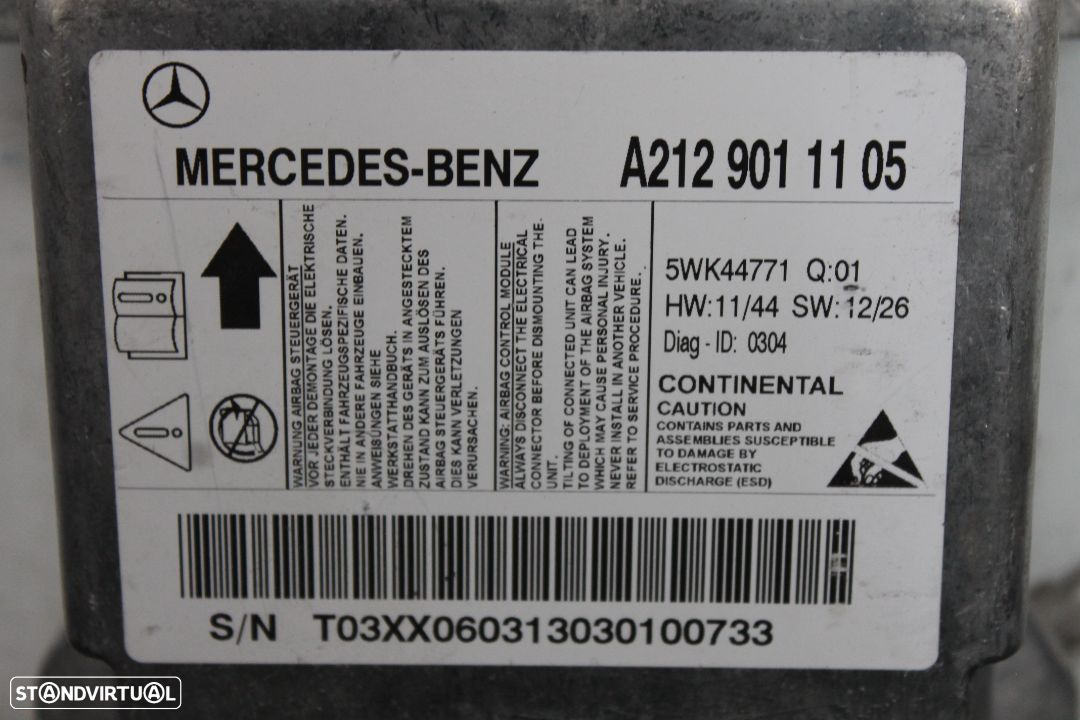 MERCEDES-BENZ
A212 901 11 05
WARNUNG AIRBAG STEUERGERÄT
VOR JEDER DEMONTAGE DIE ELEKTRISCHE
STECKVERBINDUNG LÖSEN.
ENTHÄLT FAHRZEUGSPEZIFISCHE DATEN.
NIE IN ANDERE FAHRZEUGE EINBAUEN.
ANWEISUNGEN SIEHE
WERKSTATTHANDBUCH.
DREHEN DES GERÄTS IN ANGESTECKTEM
ZUSTAND KANN ZUM AUSLÖSEN DES
AIRBAG STEUERGERÄTS FÜHREN.
DIES KANN VERLETZUNGEN
VERURSACHEN.
WARNING: AIRBAG CONTROL MODULE
ALWAYS DISCONNECT THE ELECTRICAL
CONNECTOR BEFORE DISMOUNTING THE
UNIT.
TILTING OF CONNECTED UNIT CAN LEAD
TO DEPLOYMENT OF THE AIRBAG SYSTEM
WHICH MAY CAUSE PERSONAL INJURY.
NEVER INSTALL IN ANOTHER VEHICLE.
REFER TO SERVICE PROCEDURE.
5WK44771 Q:01
HW:11/44 SW:12/26
Diag - ID: 0304
CONTINENTAL
CAUTION
CONTAINS PARTS AND
ASSEMBLIES SUSCEPTIBLE
TO DAMAGE BY
ELECTROSTATIC
DISCHARGE (ESD)
S/N T03XX060313030100733
STANDVIRTUAL